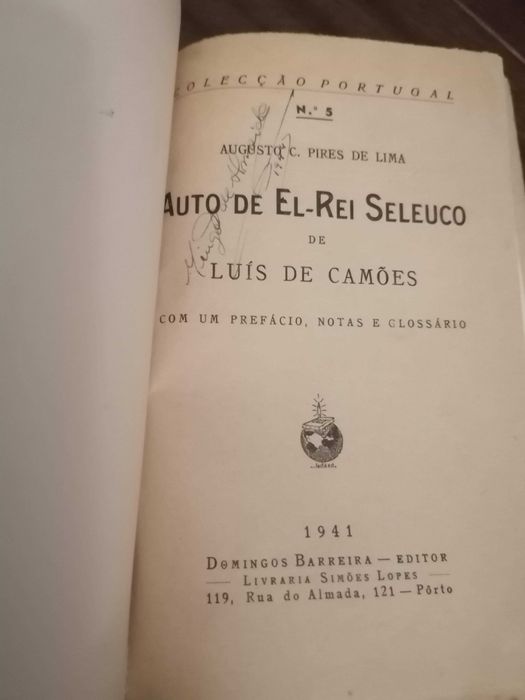 COLECÇÃO PORTUGAL
N.º 5
AUGUSTO C. PIRES DE LIMA
AUTO DE EL-REI SELEUCO
DE
LUÍS DE CAMÕES
COM UM PREFÁCIO, NOTAS E GLOSSÁRIO
1941
DOMINGOS BARREIRA — EDITOR
LIVRARIA SIMÕES LOPES
119, Rua do Almada, 121 — Pôrto